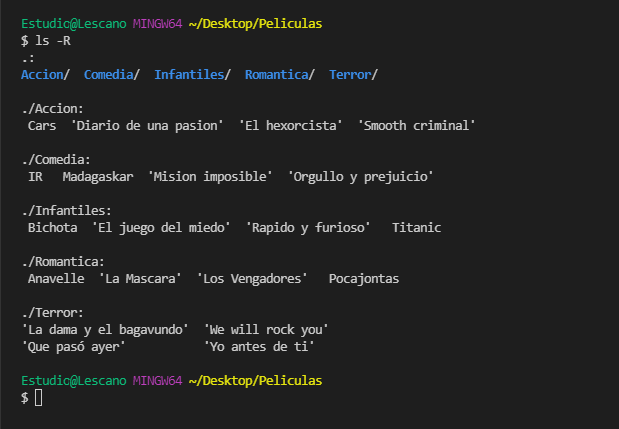 Estudio@Lescano MINGW64 ~/Desktop/Peliculas
$ ls -R
.:
Accion/  Comedia/  Infantiles/  Romantica/  Terror/
./Accion:
Cars  'Diario de una pasion'  'El hexorcista'  'Smooth criminal'
./Comedia:
IR  Madagaskar  'Mision imposible'  'Orgullo y prejuicio'
./Infantiles:
Bichota  'El juego del miedo'  'Rapido y furioso'  Titanic
./Romantica:
Anavelle  'La Mascara'  'Los Vengadores'  Pocajontas
./Terror:
'La dama y el bagavundo'  'We will rock you'
'Que pasó ayer'  'Yo antes de ti'
Estudio@Lescano MINGW64 ~/Desktop/Peliculas
$